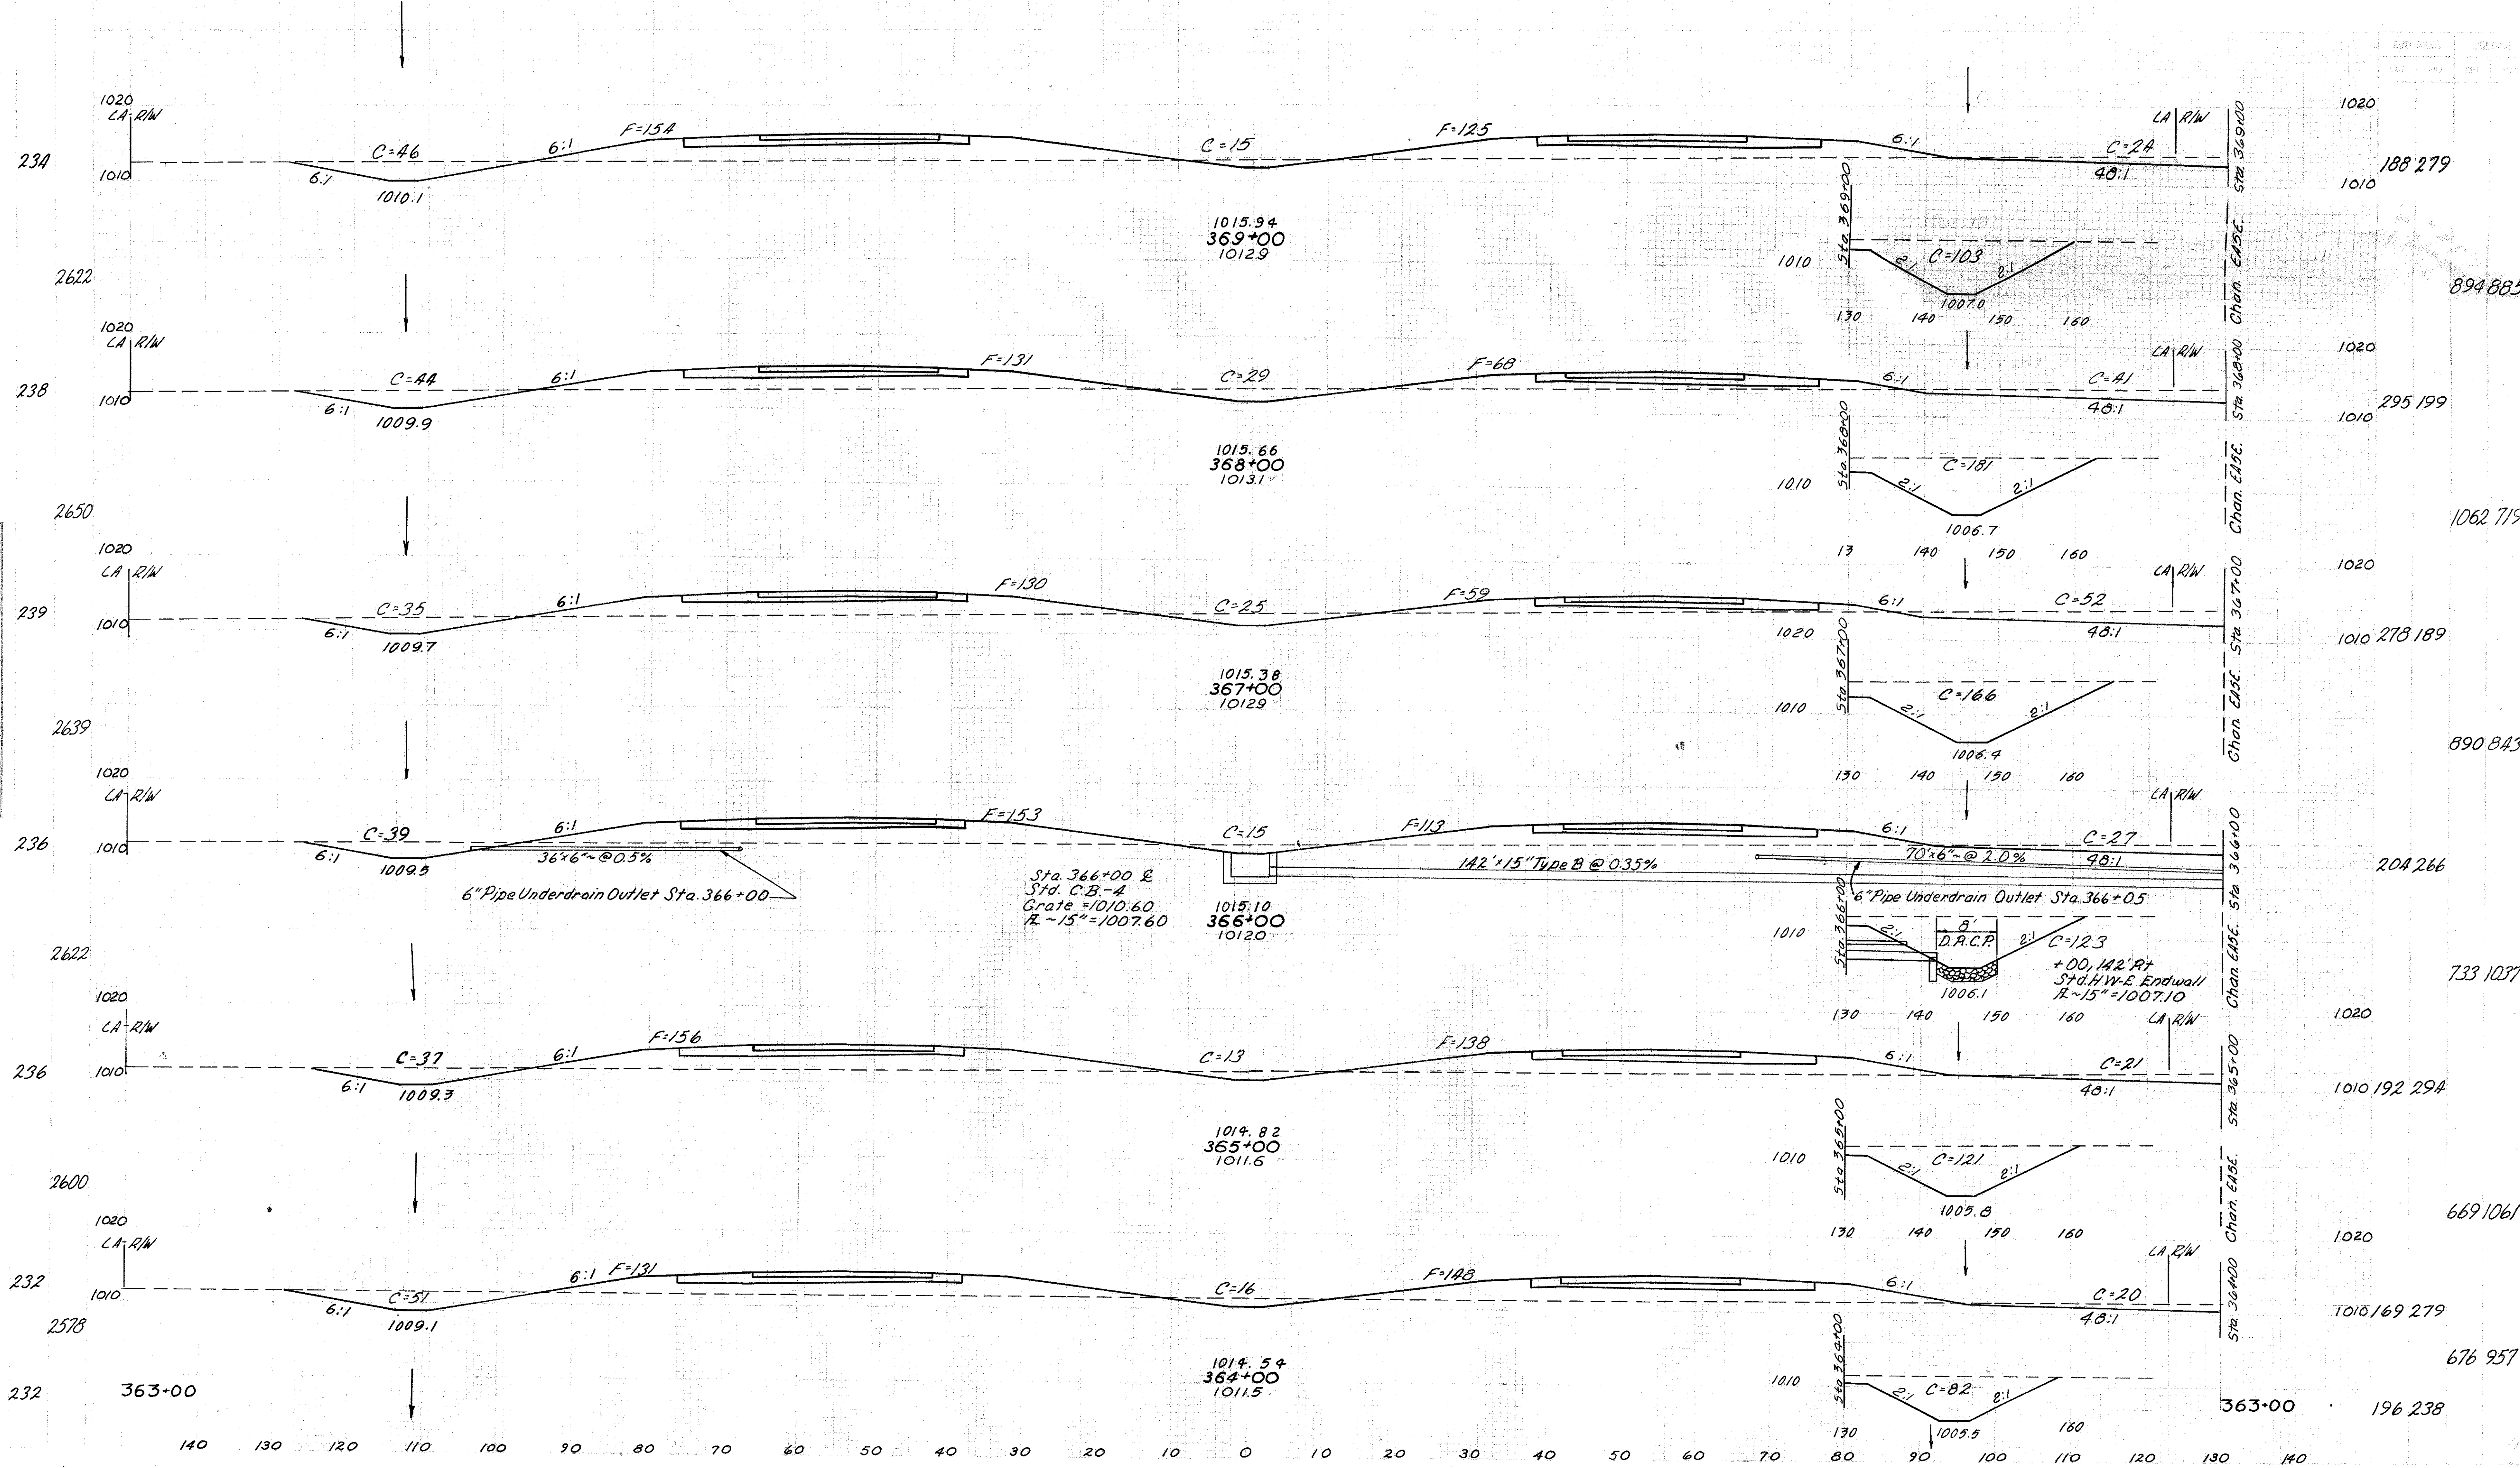 1020
LA R/W
234
1010
6:1
C=46
1010.1
6:1
F=154
C=15
F=125
6:1
C=24
48:1
LA R/W
Sta. 369+00
1020
1010
188 279
1015.94
369+00
1012.9
Sta. 369+00
1010
2:1
C=103
2:1
1007.0
130 140 150 160
Chan. EASE.
2622
894 885
1020
LA R/W
238
1010
6:1
C=44
1009.9
6:1
F=131
C=29
F=68
6:1
C=41
48:1
LA R/W
Sta. 368+00
1020
1010
295 199
1015.66
368+00
1013.1
Sta. 368+00
1010
2:1
C=181
2:1
1006.7
13 140 150 160
Chan. EASE.
2650
1062 719
1020
LA R/W
239
1010
6:1
C=35
1009.7
6:1
F=130
C=25
F=59
6:1
C=52
48:1
LA R/W
Sta. 367+00
1020
1010 278 189
1015.38
367+00
1012.9
1020
Sta. 367+00
1010
2:1
C=166
2:1
1006.4
130 140 150 160
Chan. EASE.
2639
890 843
1020
LA R/W
236
1010
6:1
C=39
1009.5
6:1
36'x6"~@0.5%
6" Pipe Underdrain Outlet Sta. 366+00
F=153
C=15
F=113
142'x15" Type B @ 0.35%
6:1
70'x6"~@ 2.0%
C=27
48:1
LA R/W
Sta. 366+00
204 266
Sta. 366+00 ℄
Std. C.B.-4
Grate =1010.60
℄~15"=1007.60
1015.10
366+00
1012.0
6" Pipe Underdrain Outlet Sta. 366+05
Sta. 366+00
1010
2:1
8'
D.R.C.P.
2:1
C=123
+00, 142' Rt
Std. HW-E Endwall
℄~15"=1007.10
1006.1
130 140 150 160
Chan. EASE.
2622
733 1037
1020
LA R/W
236
1010
6:1
C=37
1009.3
6:1
F=156
C=13
F=138
6:1
C=21
48:1
LA R/W
Sta. 365+00
1020
1010 192 294
1014.82
365+00
1011.6
Sta. 365+00
1010
2:1
C=121
2:1
1005.8
130 140 150 160
Chan. EASE.
2600
669 1061
1020
LA R/W
232
1010
6:1
C=51
1009.1
6:1
F=131
C=16
F=148
6:1
C=20
48:1
LA R/W
Sta. 364+00
1020
1010 169 279
2578
1014.54
364+00
1011.5
Sta. 364+00
1010
2:1
C=82
2:1
1005.5
130 160
676 957
232
363+00
363+00
196 238
140 130 120 110 100 90 80 70 60 50 40 30 20 10 0 10 20 30 40 50 60 70 80 90 100 110 120 130 140